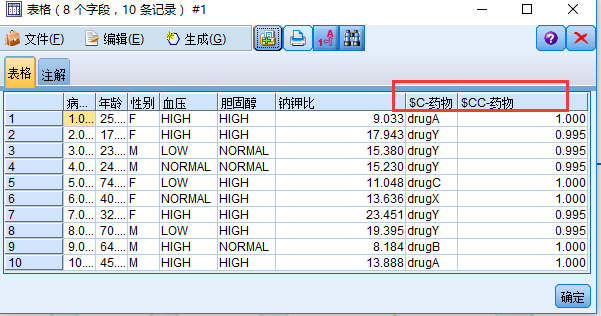 表格（8 个字段，10 条记录）#1
文件(F) 编辑(E) 生成(G)
表格 注解
病... 年龄 性别 血压 胆固醇 钠钾比 $C-药物 $CC-药物
1 1.0... 25.... F HIGH HIGH 9.033 drugA 1.000
2 2.0... 17.... F HIGH HIGH 17.943 drugY 0.995
3 3.0... 23.... M LOW NORMAL 15.380 drugY 0.995
4 4.0... 24.... M NORMAL NORMAL 15.230 drugY 0.995
5 5.0... 74.... F LOW HIGH 11.048 drugC 1.000
6 6.0... 40.... F NORMAL HIGH 13.636 drugX 1.000
7 7.0... 32.... F HIGH HIGH 23.451 drugY 0.995
8 8.0... 70.... M LOW HIGH 19.395 drugY 0.995
9 9.0... 64.... M HIGH NORMAL 8.184 drugB 1.000
10 10.... 45.... M HIGH HIGH 13.888 drugA 1.000
确定